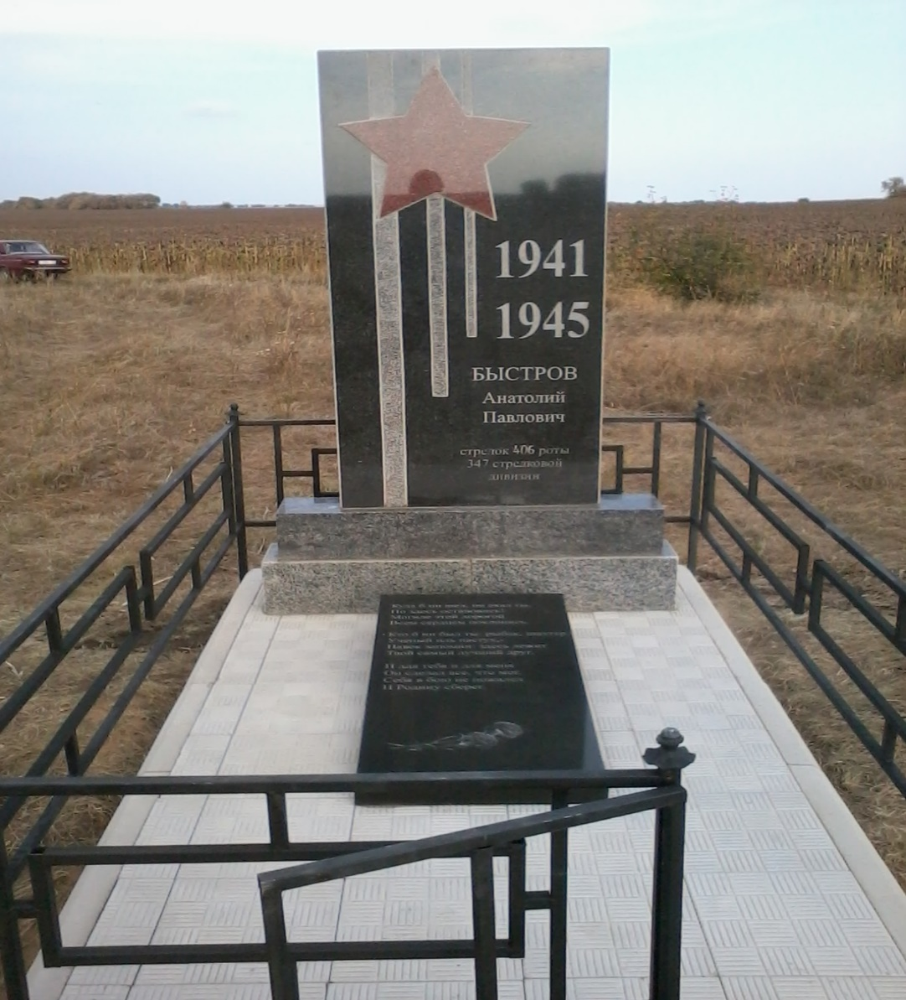 1941
1945
БЫСТРОВ
Анатолий
Павлович
стрелок 406 роты
347 стрелковой
дивизии
Куда б ни шел, ни ехал ты,
Но здесь остановись!
Могиле этой дорогой
Всем сердцем поклонись.
Кто б ни был ты: рыбак, шахтер,
Ученый иль пастух,-
Навек запомни: здесь лежит
Твой самый лучший друг.
И для тебя и для меня
Он сделал все, что мог.
Себя в бою не пожалел
И Родину сберег.